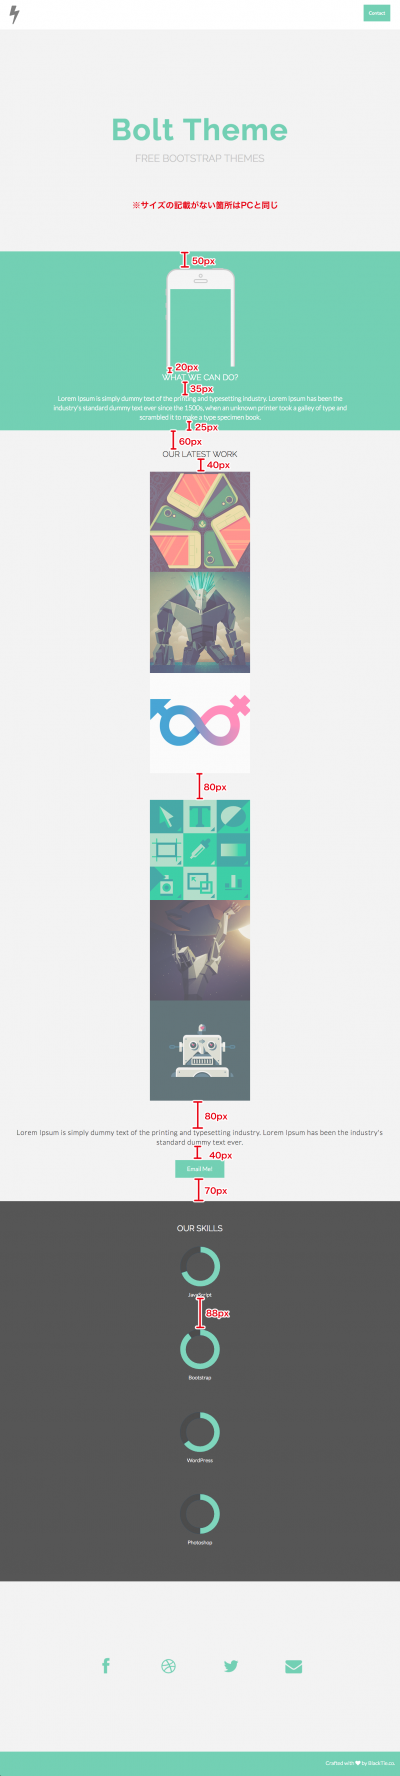 Contact
Bolt Theme
FREE BOOTSTRAP THEMES
※サイズの記載がない箇所はPCと同じ
50px
20px
WHAT WE CAN DO?
35px
Lorem Ipsum is simply dummy text of the printing and typesetting industry. Lorem Ipsum has been the
industry's standard dummy text ever since the 1500s, when an unknown printer took a galley of type and
scrambled it to make a type specimen book.
25px
60px
OUR LATEST WORK
40px
80px
80px
Lorem Ipsum is simply dummy text of the printing and typesetting industry. Lorem Ipsum has been the industry's
standard dummy text ever.
40px
Email Me!
70px
OUR SKILLS
JavaScript
88px
Bootstrap
WordPress
Photoshop
Crafted with ♥ by BlackTie.co.